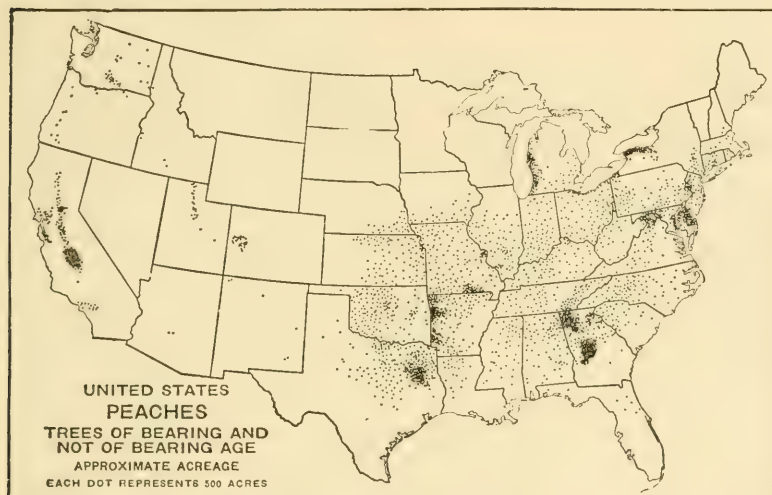 UNITED STATES
PEACHES
TREES OF BEARING AND
NOT OF BEARING AGE
APPROXIMATE ACREAGE
EACH DOT REPRESENTS 500 ACRES